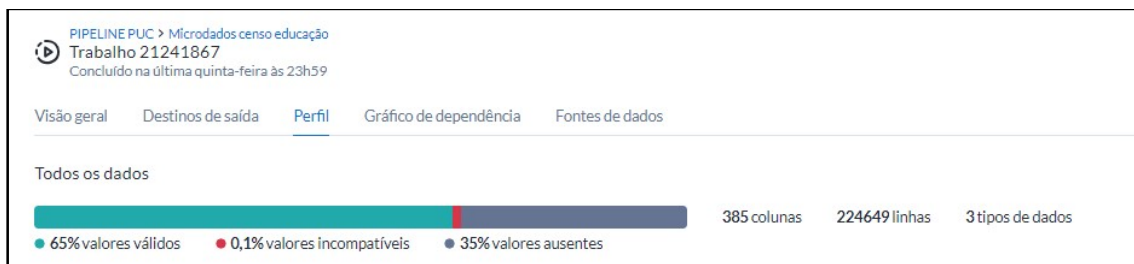 PIPELINE PUC > Microdados censo educação
Trabalho 21241867
Concluído na última quinta-feira às 23h59
Visão geral Destinos de saída Perfil Gráfico de dependência Fontes de dados
Todos os dados
385 colunas 224649 linhas 3 tipos de dados
65% valores válidos 0,1% valores incompatíveis 35% valores ausentes